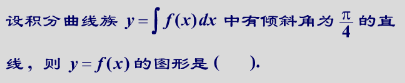 设积分曲线族 y=∫f(x)dx 中有倾斜角为 π/4 的直
线，则 y=f(x) 的图形是 (    ).